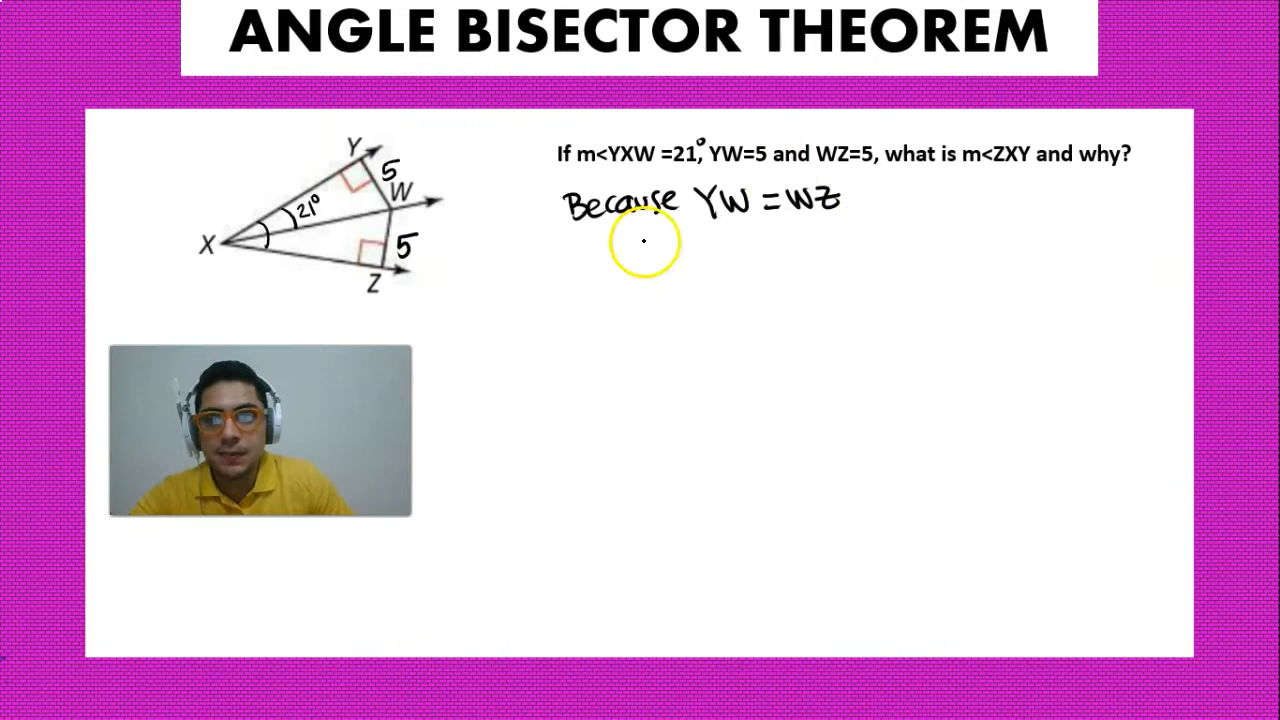 ANGLE BISECTOR THEOREM
If m<YXW =21°, YW=5 and WZ=5, what is m<ZXY and why?
Because YW = WZ
Y
5
W
21°
X
5
Z